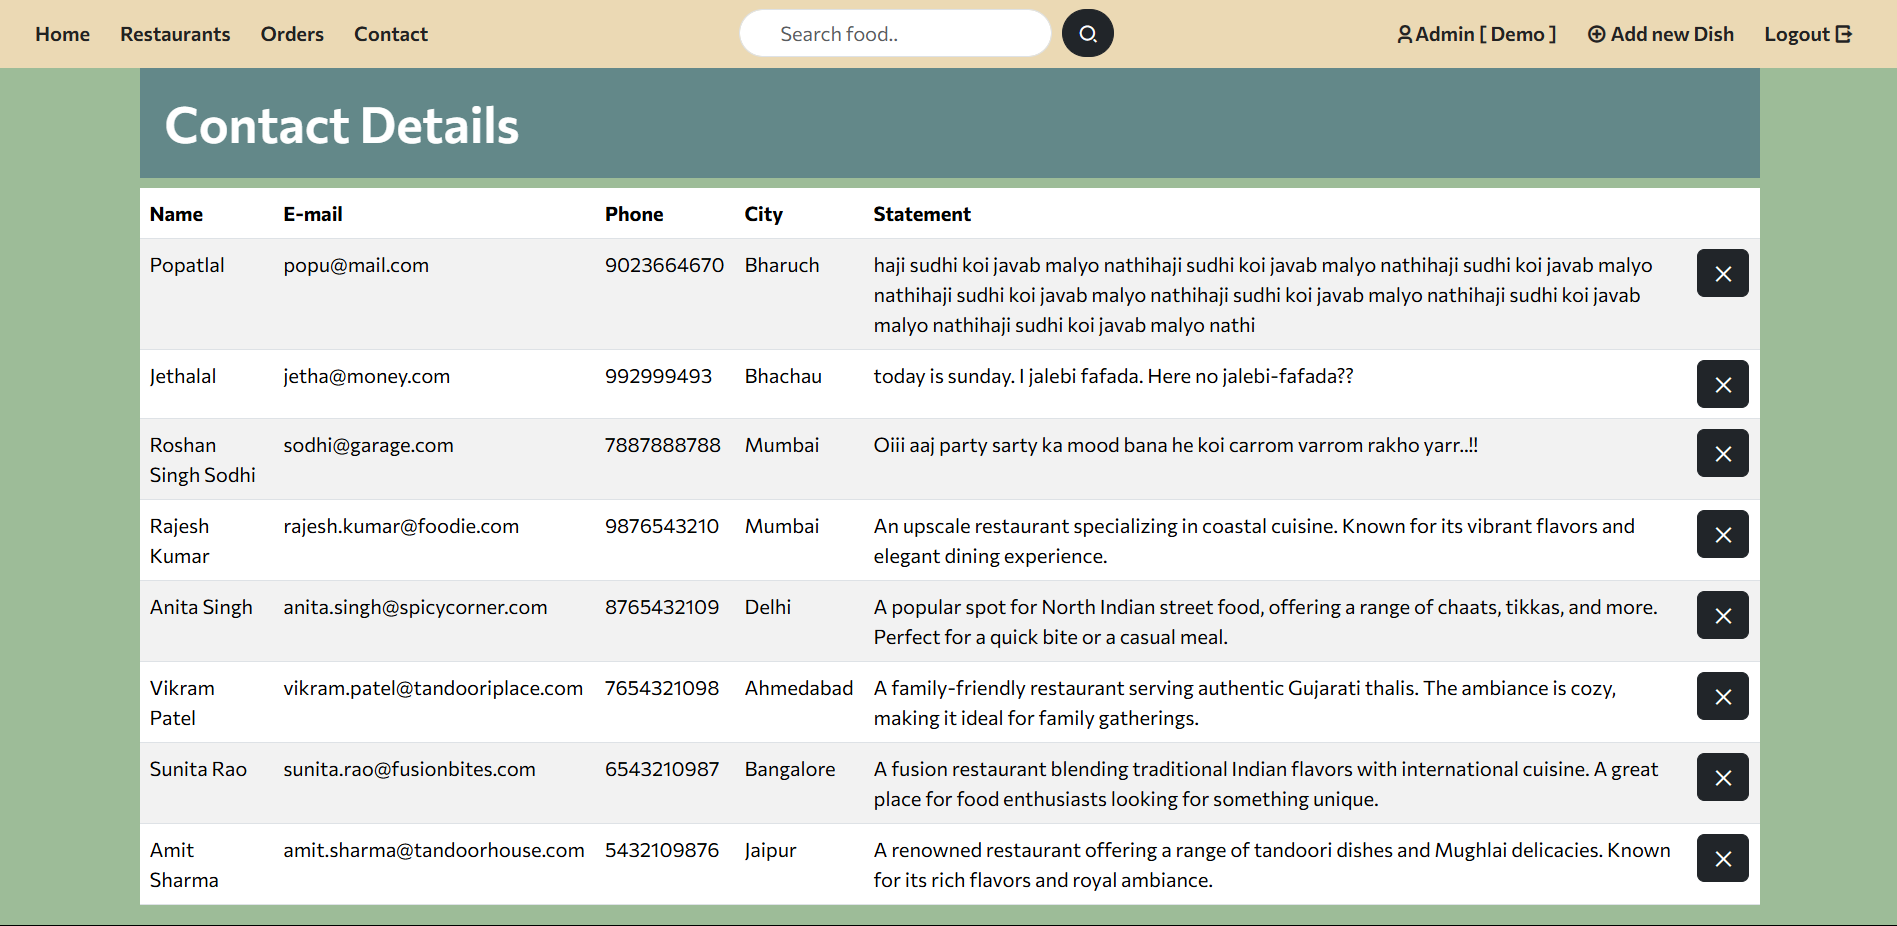 Home Restaurants Orders Contact Search food.. Admin [ Demo ] Add new Dish Logout
Contact Details
Name E-mail Phone City Statement
Popatlal popu@mail.com 9023664670 Bharuch haji sudhi koi javab malyo nathihaji sudhi koi javab malyo nathihaji sudhi koi javab malyo
nathihaji sudhi koi javab malyo nathihaji sudhi koi javab malyo nathihaji sudhi koi javab
malyo nathihaji sudhi koi javab malyo nathi
Jethalal jetha@money.com 992999493 Bhachau today is sunday. I jalebi fafada. Here no jalebi-fafada??
Roshan sodhi@garage.com 7887888788 Mumbai Oiii aaj party sarty ka mood bana he koi carrom varrom rakho yarr..!!
Singh Sodhi
Rajesh rajesh.kumar@foodie.com 9876543210 Mumbai An upscale restaurant specializing in coastal cuisine. Known for its vibrant flavors and
Kumar elegant dining experience.
Anita Singh anita.singh@spicycorner.com 8765432109 Delhi A popular spot for North Indian street food, offering a range of chaats, tikkas, and more.
Perfect for a quick bite or a casual meal.
Vikram vikram.patel@tandooriplace.com 7654321098 Ahmedabad A family-friendly restaurant serving authentic Gujarati thalis. The ambiance is cozy,
Patel making it ideal for family gatherings.
Sunita Rao sunita.rao@fusionbites.com 6543210987 Bangalore A fusion restaurant blending traditional Indian flavors with international cuisine. A great
place for food enthusiasts looking for something unique.
Amit amit.sharma@tandoorhouse.com 5432109876 Jaipur A renowned restaurant offering a range of tandoori dishes and Mughlai delicacies. Known
Sharma for its rich flavors and royal ambiance.